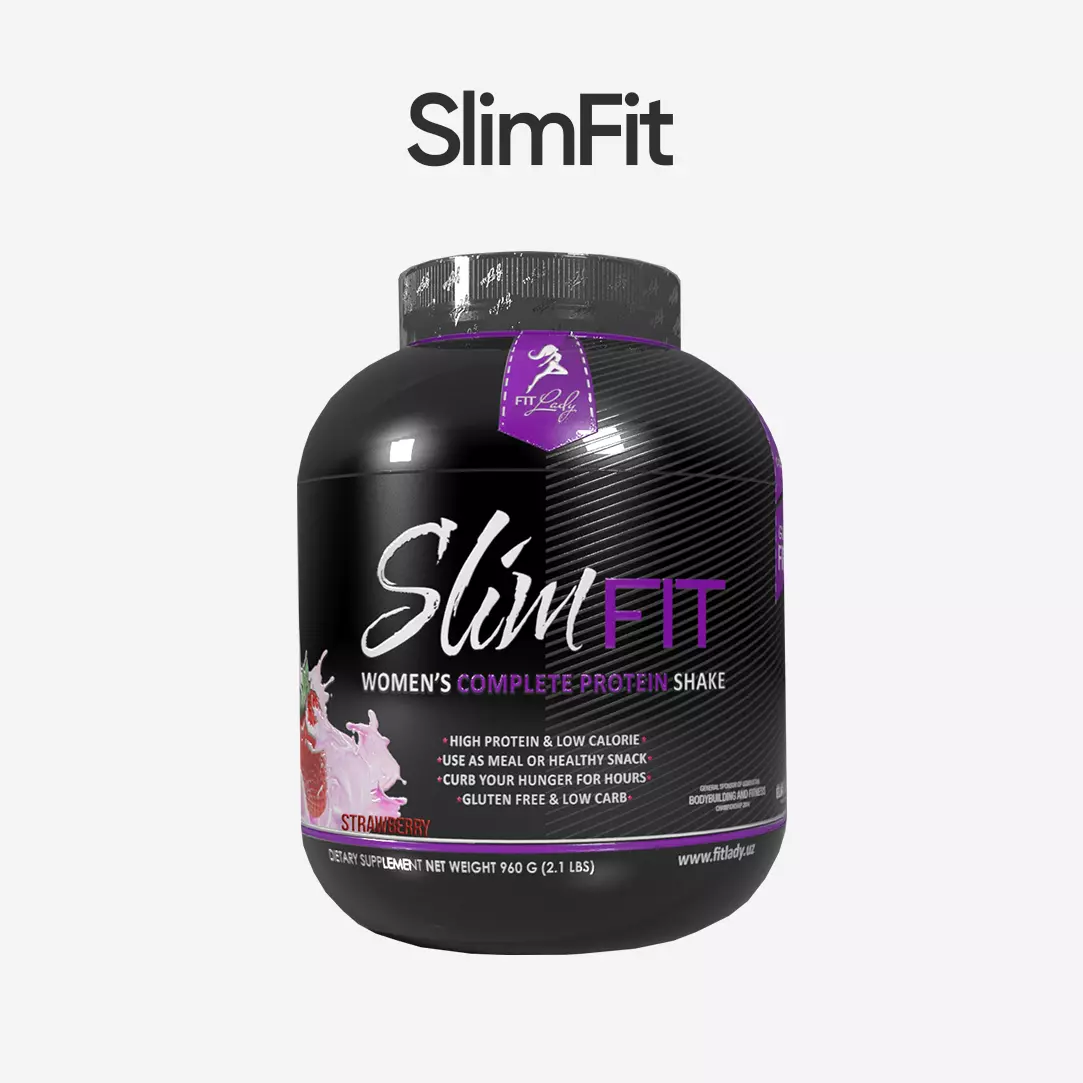 SlimFit
FIT Lady
Slim FIT
WOMEN'S COMPLETE PROTEIN SHAKE
HIGH PROTEIN & LOW CALORIE
USE AS MEAL OR HEALTHY SNACK
CURB YOUR HUNGER FOR HOURS
GLUTEN FREE & LOW CARB
BODYBUILDING AND FITNESS
STRAWBERRY
DIETARY SUPPLEMENT NET WEIGHT 960 G (2.1 LBS)
www.fitlady.uz